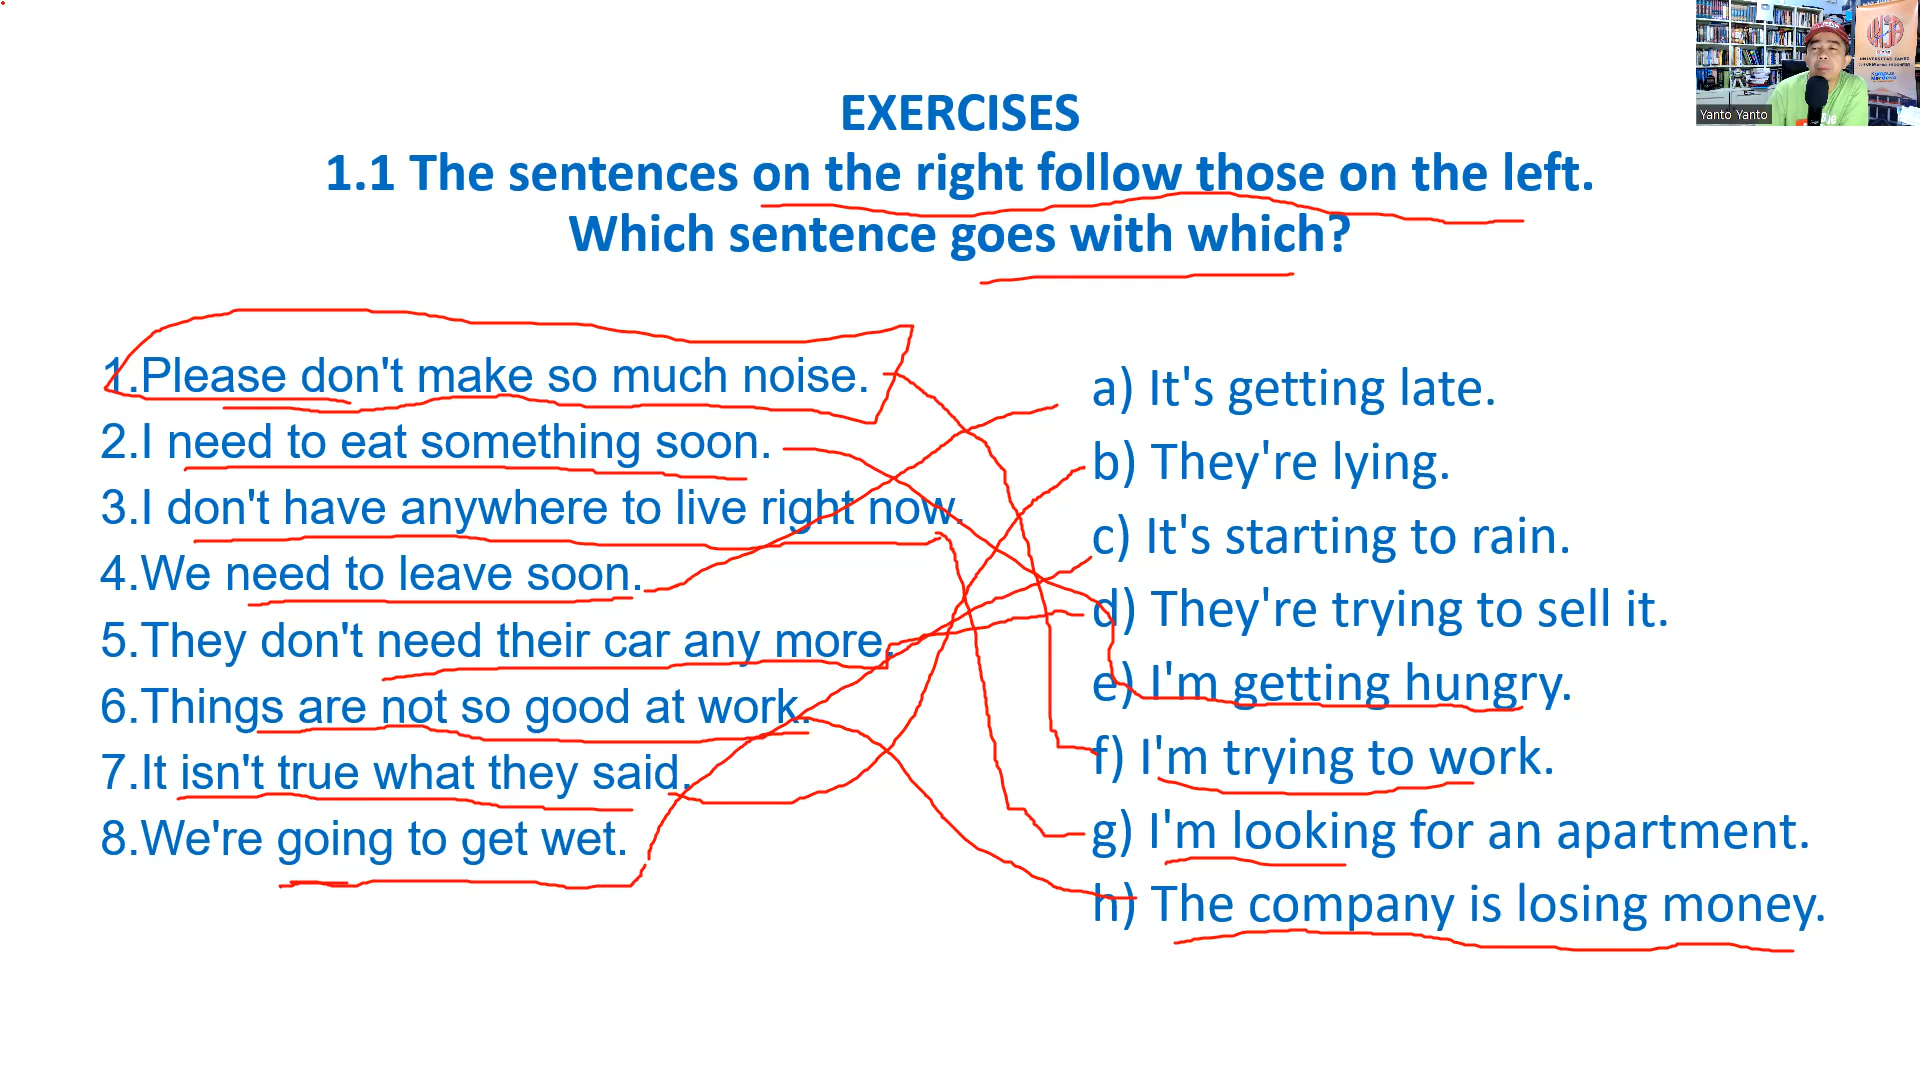 EXERCISES
1.1 The sentences on the right follow those on the left.
Which sentence goes with which?
1.Please don't make so much noise.
2.I need to eat something soon.
3.I don't have anywhere to live right now.
4.We need to leave soon.
5.They don't need their car any more.
6.Things are not so good at work.
7.It isn't true what they said.
8.We're going to get wet.
a) It's getting late.
b) They're lying.
c) It's starting to rain.
d) They're trying to sell it.
e) I'm getting hungry.
f) I'm trying to work.
g) I'm looking for an apartment.
h) The company is losing money.
Yanto Yanto